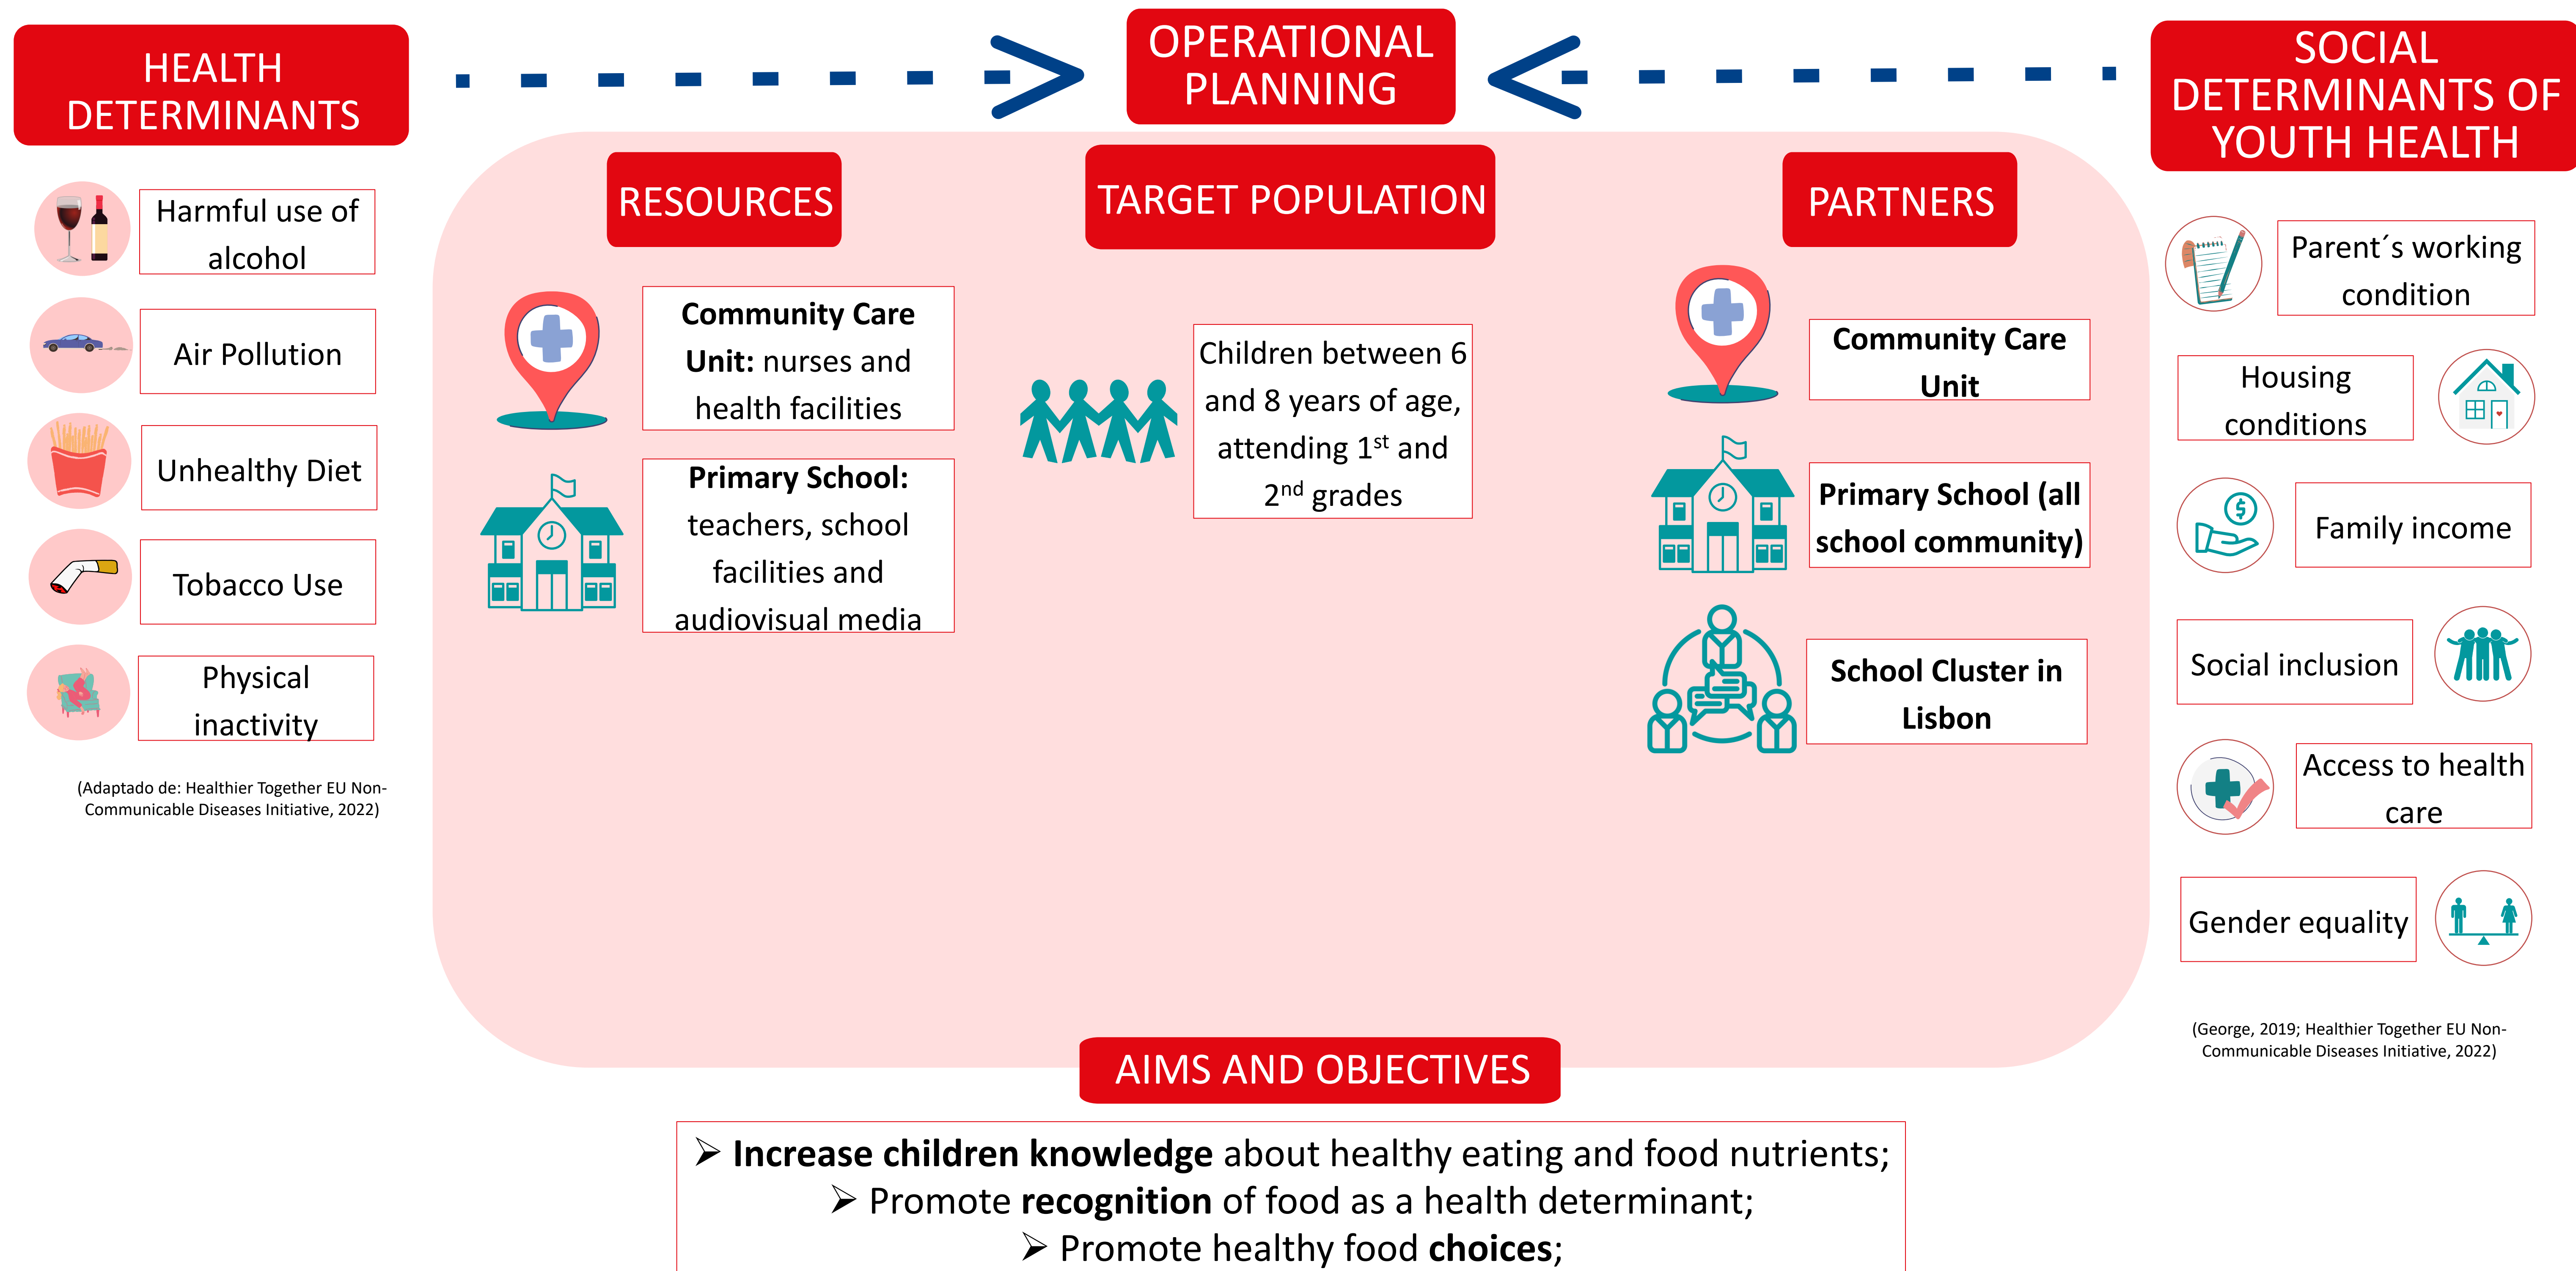 HEALTH
DETERMINANTS
Harmful use of
alcohol
Air Pollution
Unhealthy Diet
Tobacco Use
Physical
inactivity
(Adaptado de: Healthier Together EU Non-
Communicable Diseases Initiative, 2022)
OPERATIONAL
PLANNING
RESOURCES
Community Care
Unit: nurses and
health facilities
Primary School:
teachers, school
facilities and
audiovisual media
TARGET POPULATION
Children between 6
and 8 years of age,
attending 1st and
2nd grades
PARTNERS
Community Care
Unit
Primary School (all
school community)
School Cluster in
Lisbon
SOCIAL
DETERMINANTS OF
YOUTH HEALTH
Parent´s working
condition
Housing
conditions
Family income
$
Social inclusion
Access to health
care
Gender equality
(George, 2019; Healthier Together EU Non-
Communicable Diseases Initiative, 2022)
AIMS AND OBJECTIVES
➢ Increase children knowledge about healthy eating and food nutrients;
➢ Promote recognition of food as a health determinant;
➢ Promote healthy food choices;